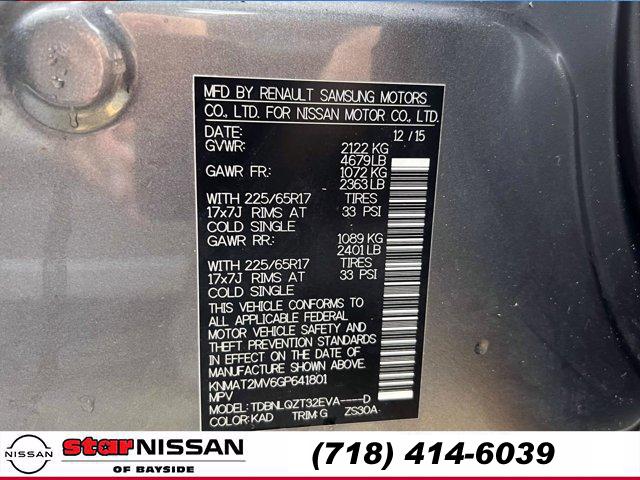 MFD BY RENAULT SAMSUNG MOTORS
CO., LTD. FOR NISSAN MOTOR CO., LTD.
DATE: 12/15
GVWR: 2122 KG
4679LB
GAWR FR: 1072 KG
2363LB
WITH 225/65R17 TIRES
17x7J RIMS AT 33 PSI
COLD SINGLE
GAWR RR: 1089 KG
2401LB
WITH 225/65R17 TIRES
17x7J RIMS AT 33 PSI
COLD SINGLE
THIS VEHICLE CONFORMS TO
ALL APPLICABLE FEDERAL
MOTOR VEHICLE SAFETY AND
THEFT PREVENTION STANDARDS
IN EFFECT ON THE DATE OF
MANUFACTURE SHOWN ABOVE.
KNMAT2MV6GP641801
MPV
MODEL: TDBNLQZT32EVA----D
COLOR: KAD TRIM: G ZS30A
NISSAN starNISSAN
OF BAYSIDE
(718) 414-6039